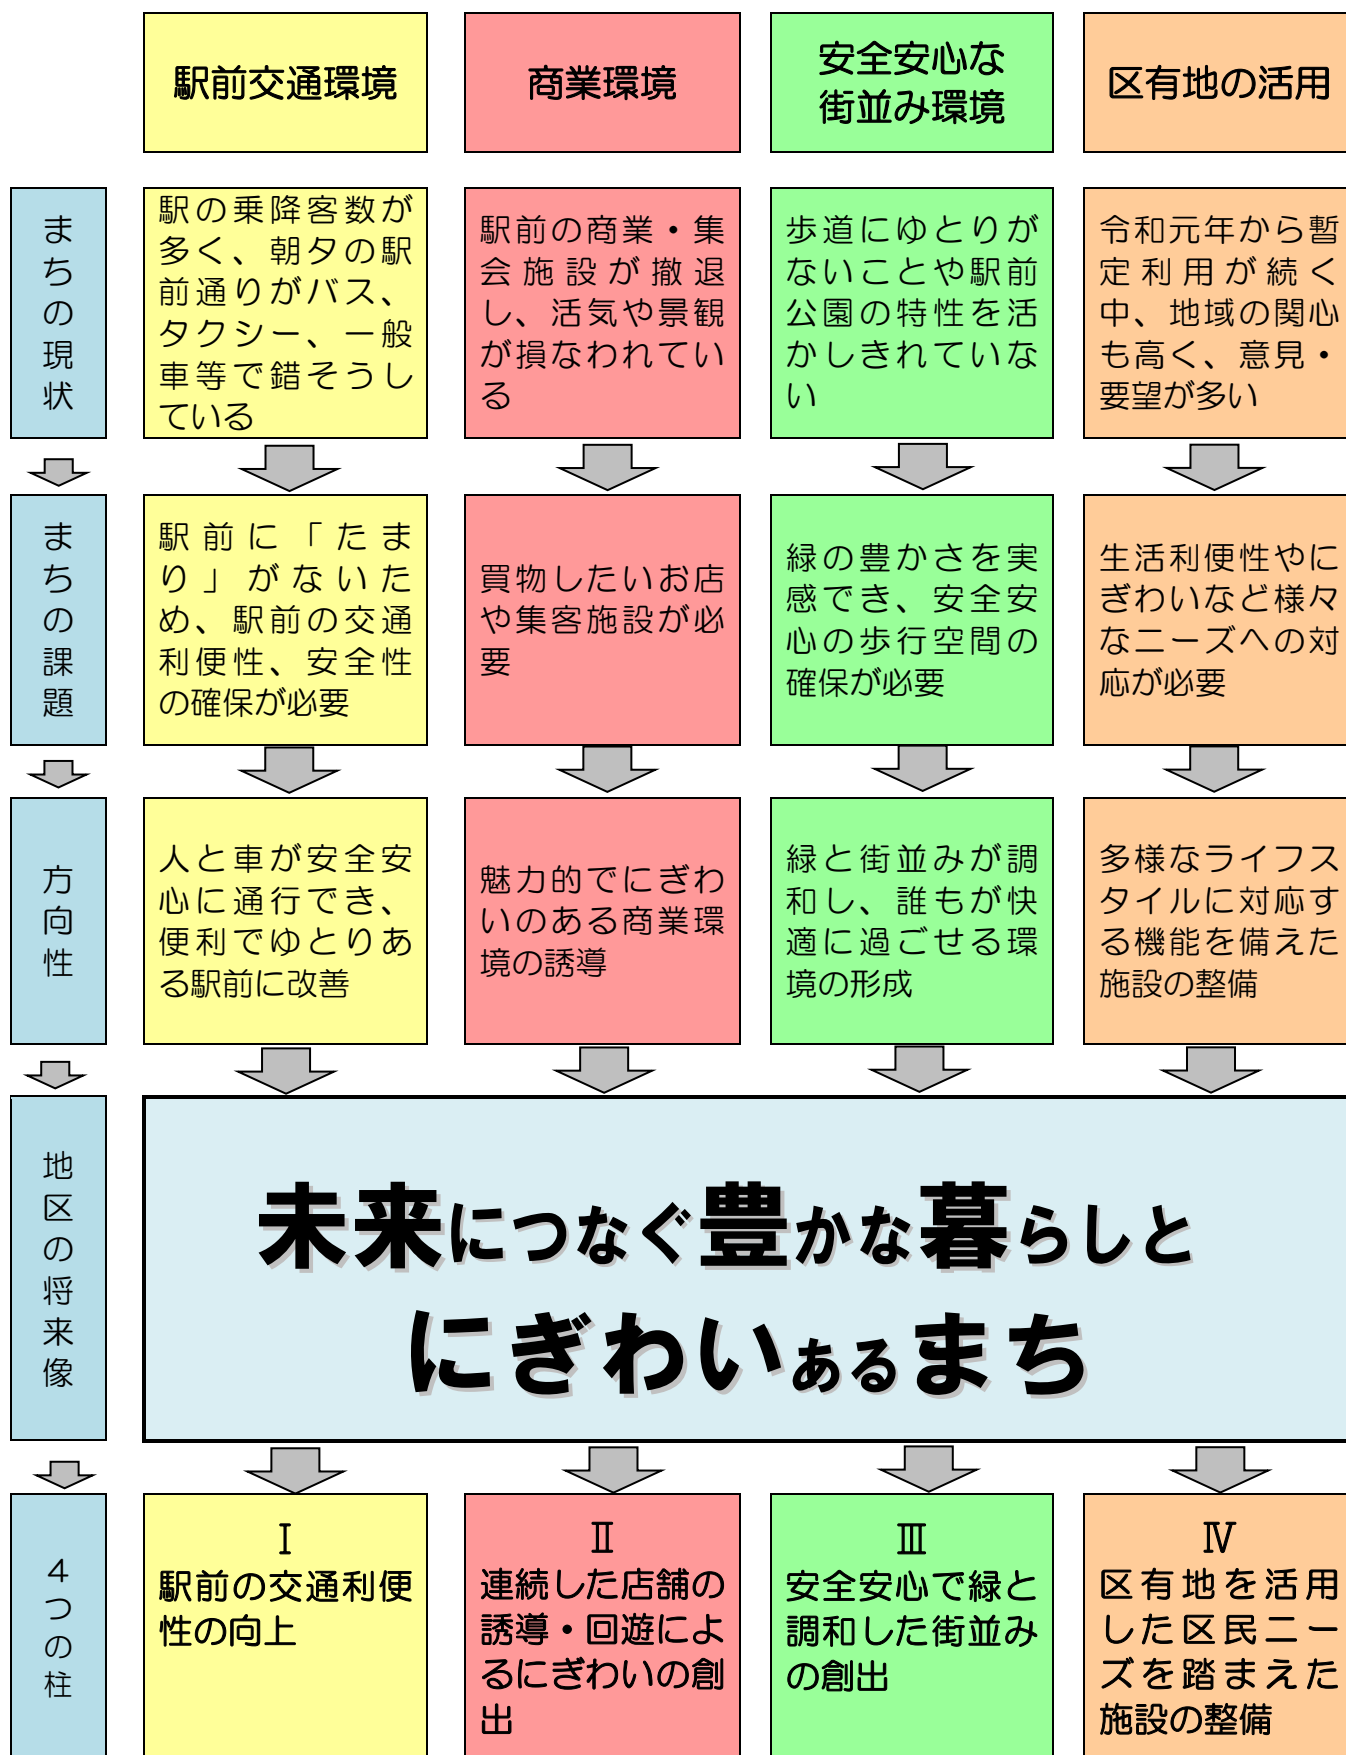 駅前交通環境
商業環境
安全安心な
街並み環境
区有地の活用
まちの現状
駅の乗降客数が
多く、朝夕の駅
前通りがバス、
タクシー、一般
車等で錯そうし
ている
駅前の商業・集
会施設が撤退
し、活気や景観
が損なわれてい
る
歩道にゆとりが
ないことや駅前
公園の特性を活
かしきれていな
い
令和元年から暫
定利用が続く
中、地域の関心
も高く、意見・
要望が多い
まちの課題
駅前に「たま
り」がないた
め、駅前の交通
利便性、安全性
の確保が必要
買物したいお店
や集客施設が必
要
緑の豊かさを実
感でき、安全安
心の歩行空間の
確保が必要
生活利便性やに
ぎわいなど様々
なニーズへの対
応が必要
方向性
人と車が安全安
心に通行でき、
便利でゆとりあ
る駅前に改善
魅力的でにぎわ
いのある商業環
境の誘導
緑と街並みが調
和し、誰もが快
適に過ごせる環
境の形成
多様なライフス
タイルに対応す
る機能を備えた
施設の整備
地区の将来像
未来につなぐ豊かな暮らしと
にぎわいあるまち
４つの柱
Ⅰ
駅前の交通利便
性の向上
Ⅱ
連続した店舗の
誘導・回遊によ
るにぎわいの創
出
Ⅲ
安全安心で緑と
調和した街並み
の創出
Ⅳ
区有地を活用
した区民ニー
ズを踏まえた
施設の整備